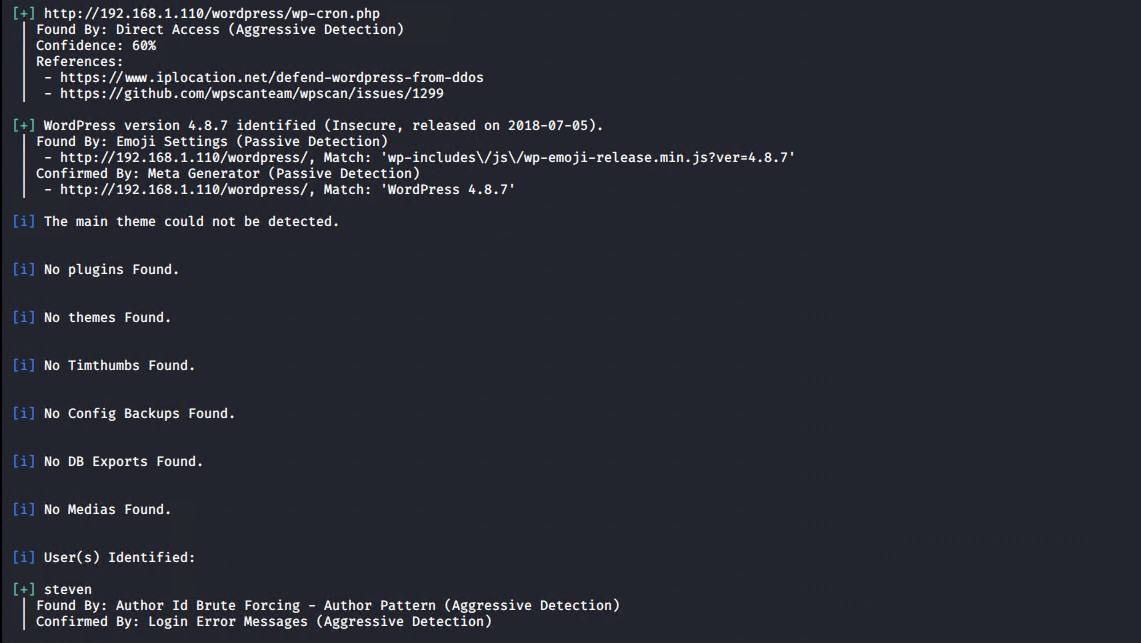 [+] http://192.168.1.110/wordpress/wp-cron.php
| Found By: Direct Access (Aggressive Detection)
| Confidence: 60%
| References:
|  - https://www.iplocation.net/defend-wordpress-from-ddos
|  - https://github.com/wpscanteam/wpscan/issues/1299
[+] WordPress version 4.8.7 identified (Insecure, released on 2018-07-05).
| Found By: Emoji Settings (Passive Detection)
|  - http://192.168.1.110/wordpress/, Match: 'wp-includes\/js\/wp-emoji-release.min.js?ver=4.8.7'
| Confirmed By: Meta Generator (Passive Detection)
|  - http://192.168.1.110/wordpress/, Match: 'WordPress 4.8.7'
[i] The main theme could not be detected.
[i] No plugins Found.
[i] No themes Found.
[i] No Timthumbs Found.
[i] No Config Backups Found.
[i] No DB Exports Found.
[i] No Medias Found.
[i] User(s) Identified:
[+] steven
| Found By: Author Id Brute Forcing - Author Pattern (Aggressive Detection)
| Confirmed By: Login Error Messages (Aggressive Detection)